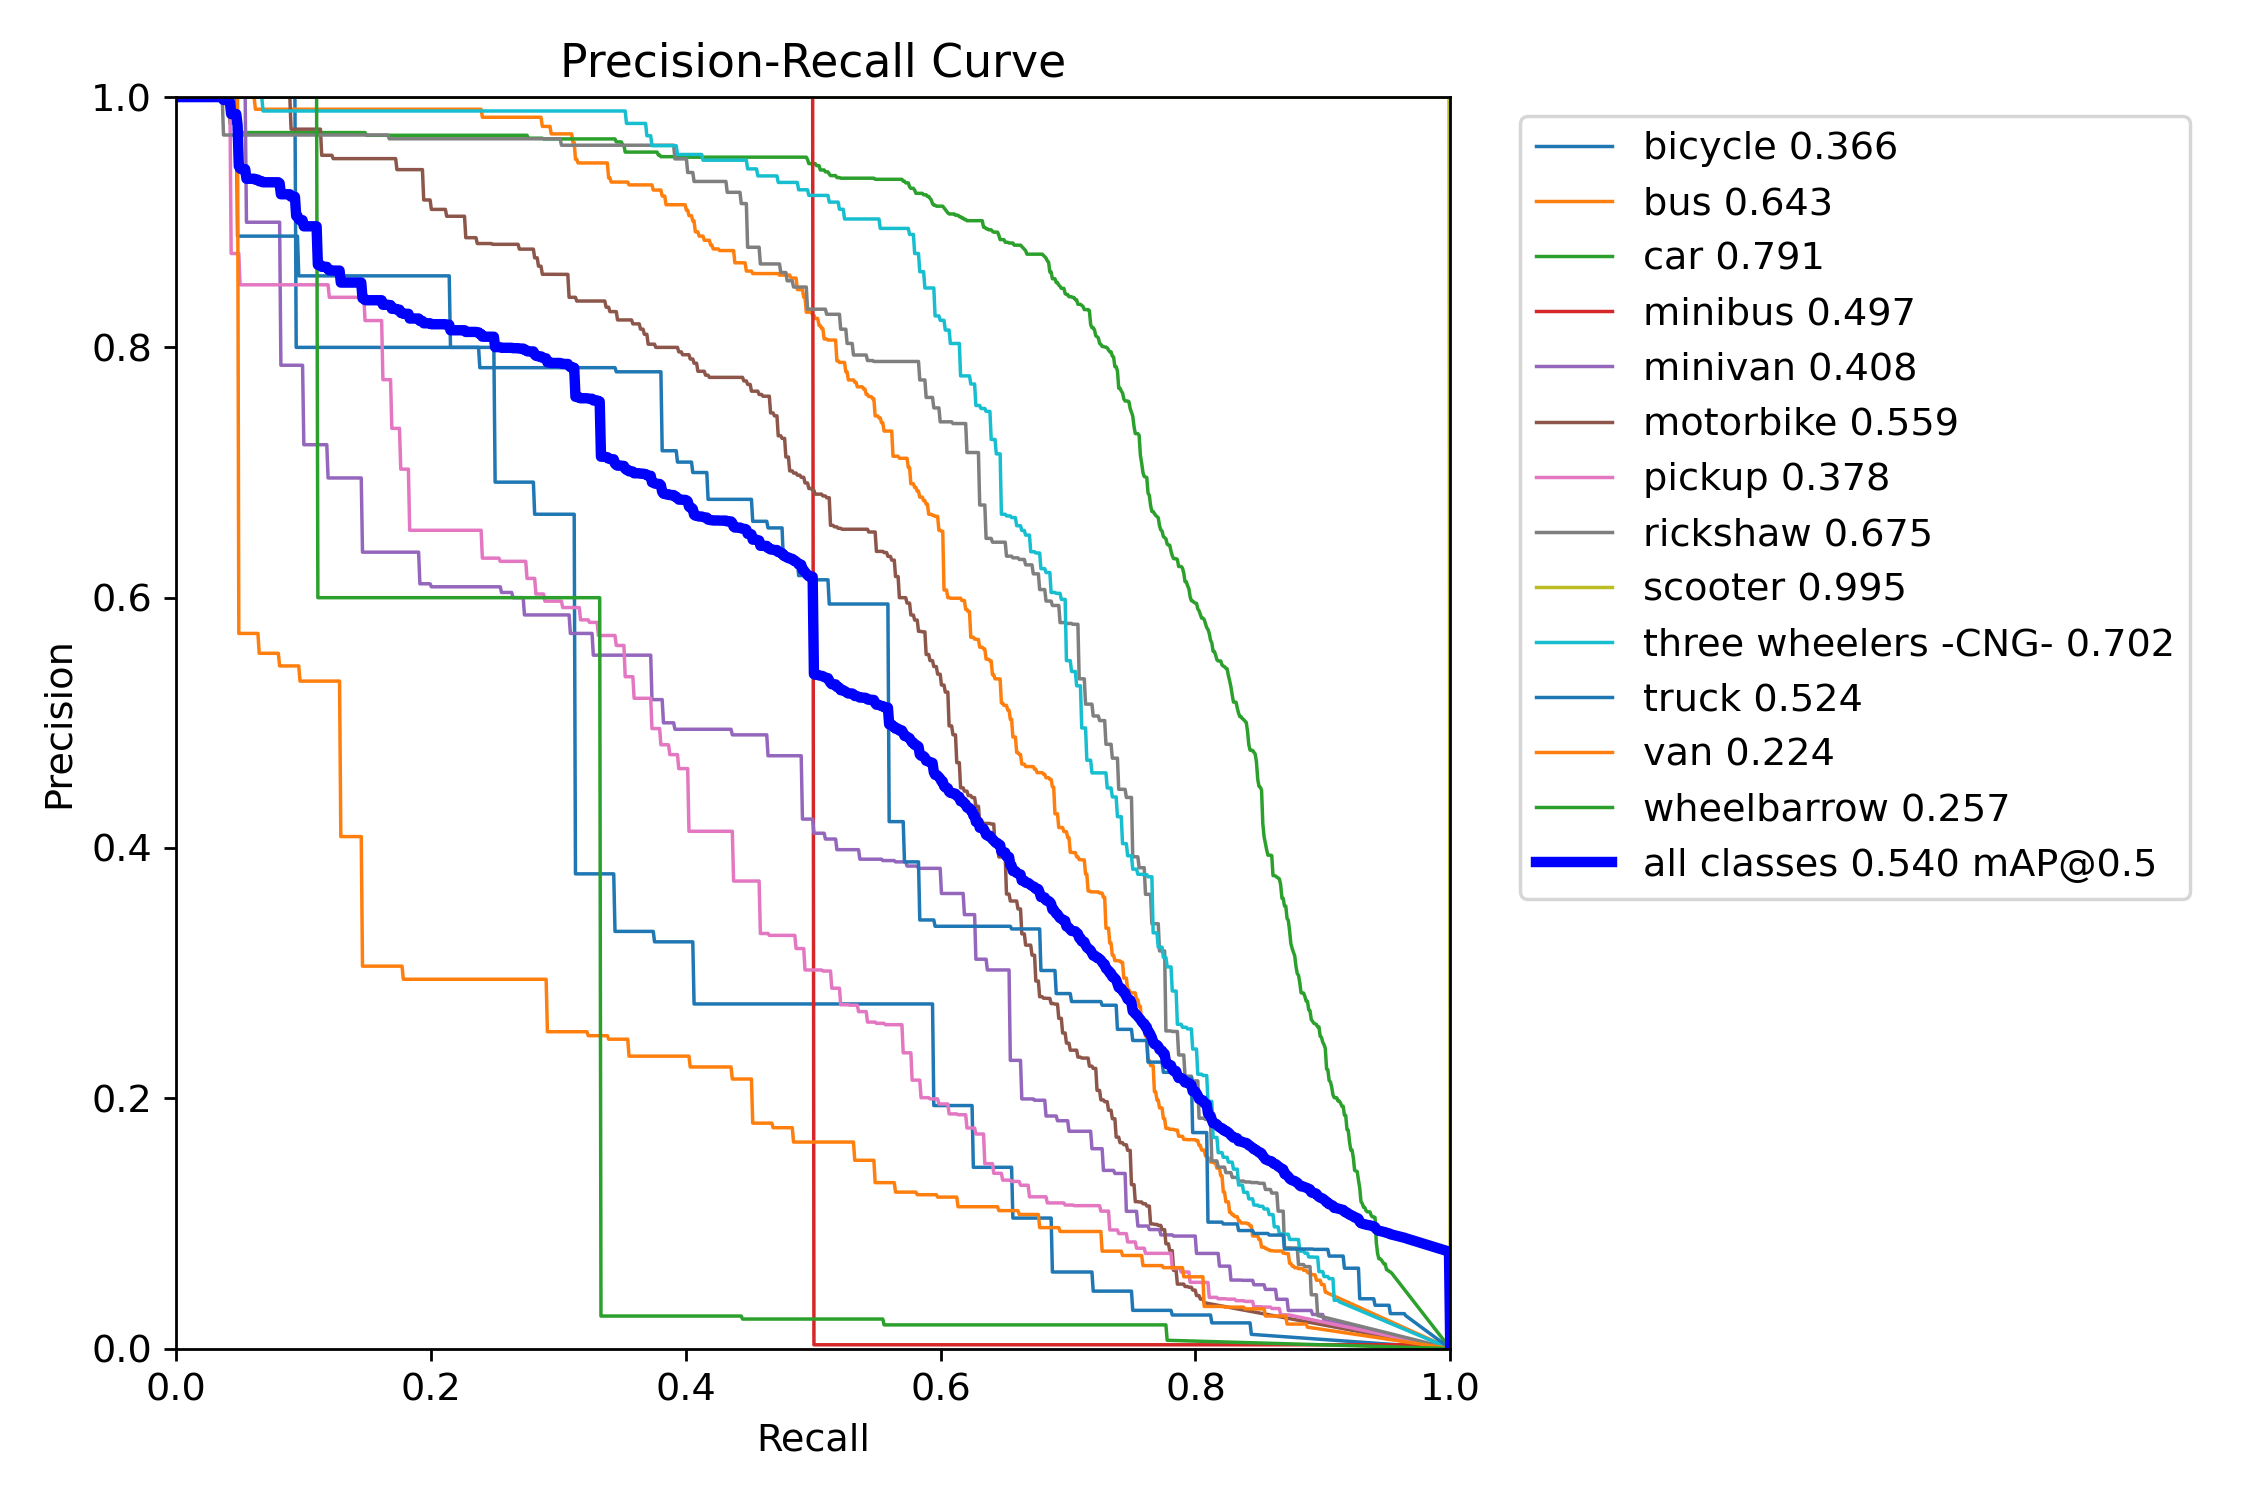 Precision-Recall Curve
1.0
0.8
0.6
0.4
0.2
0.0
Precision
0.0 0.2 0.4 0.6 0.8 1.0
Recall
bicycle 0.366
bus 0.643
car 0.791
minibus 0.497
minivan 0.408
motorbike 0.559
pickup 0.378
rickshaw 0.675
scooter 0.995
three wheelers -CNG- 0.702
truck 0.524
van 0.224
wheelbarrow 0.257
all classes 0.540 mAP@0.5